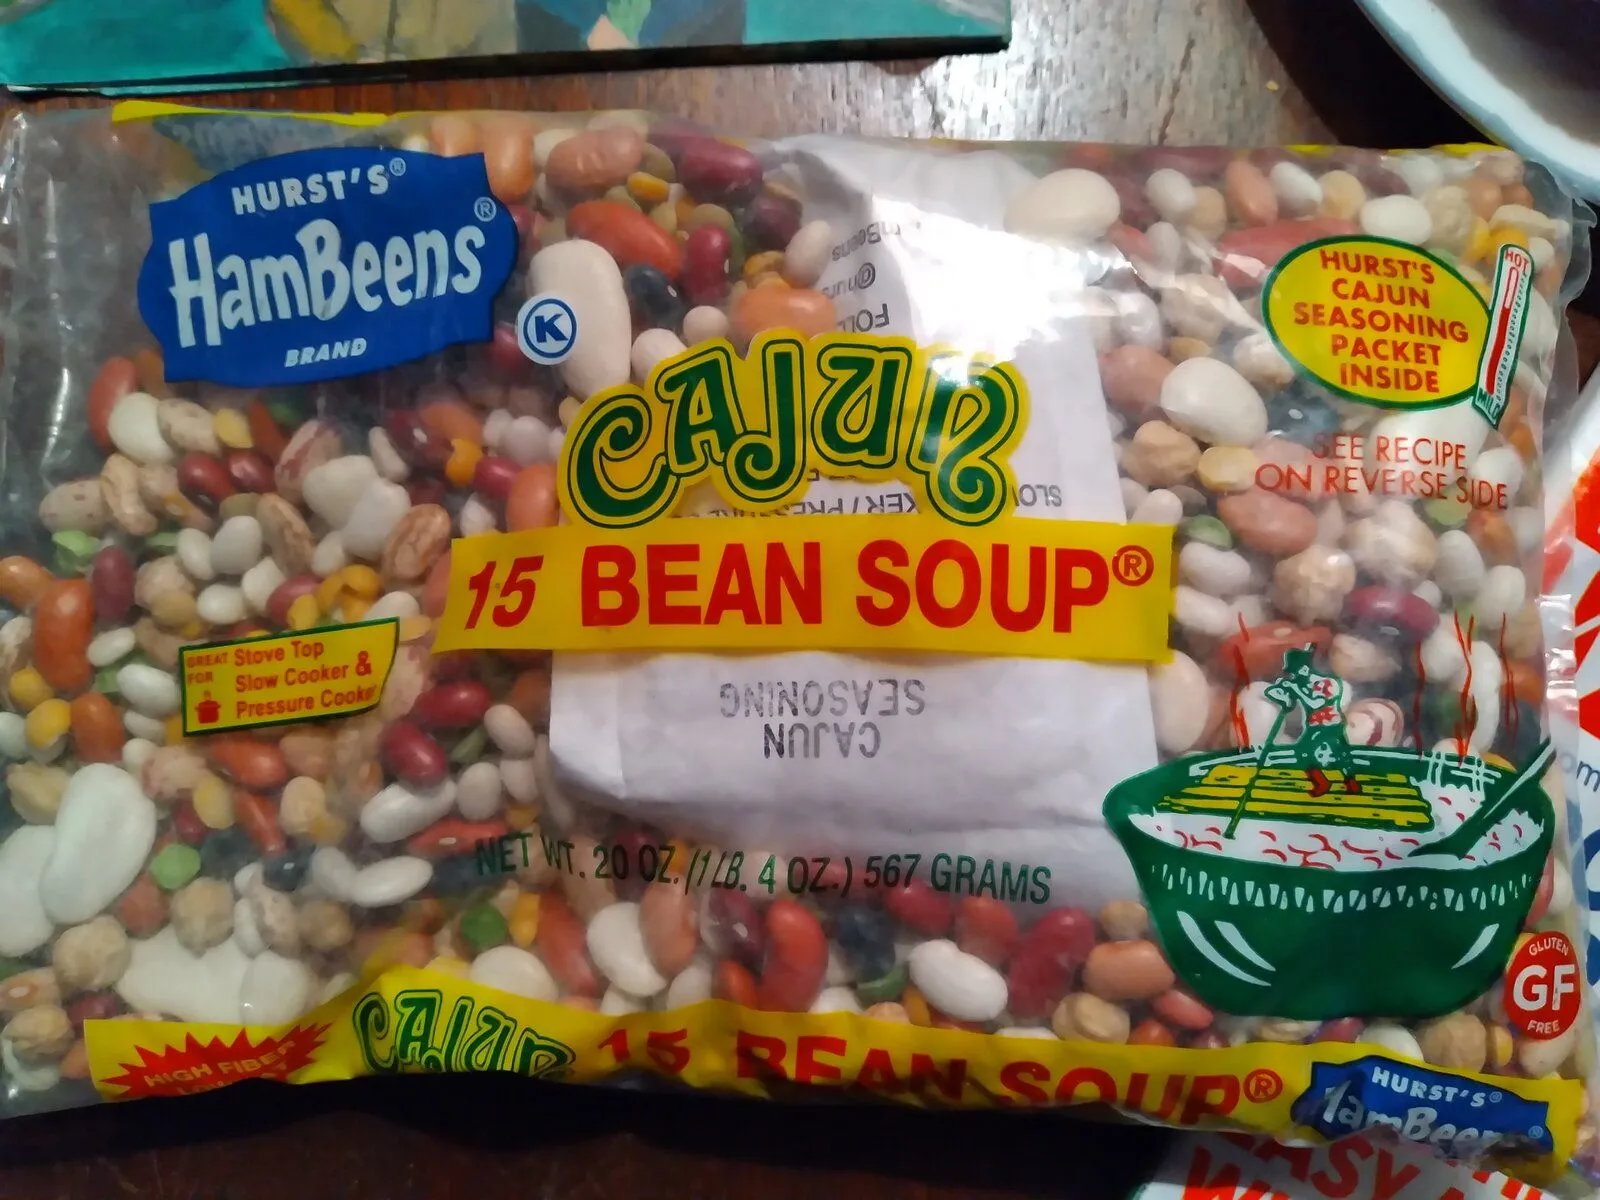 HURST'S®
HamBeens®
BRAND
K
CAJUN
15 BEAN SOUP®
HURST'S
CAJUN
SEASONING
PACKET
INSIDE
HOT
MILD
SEE RECIPE
ON REVERSE SIDE
GREAT
FOR
Stove Top
Slow Cooker &
Pressure Cooker
CAJUN
SEASONING
NET WT. 20 OZ. (1 LB. 4 OZ.) 567 GRAMS
GLUTEN
GF
FREE
HIGH FIBER
CAJUN 15 BEAN SOUP®
HURST'S®
HamBeens®
EASY